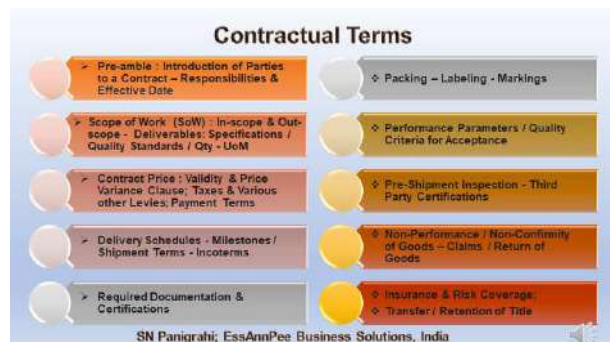 Contractual Terms
➢ Pre-amble : Introduction of Parties
to a Contract – Responsibilities &
Effective Date
➢ Scope of Work (SoW) : In-scope & Out-
scope - Deliverables: Specifications /
Quality Standards / Qty - UoM
➢ Contract Price : Validity & Price
Variance Clause; Taxes & Various
other Levies; Payment Terms
➢ Delivery Schedules - Milestones /
Shipment Terms - Incoterms
➢ Required Documentation &
Certifications
❖ Packing – Labeling - Markings
❖ Performance Parameters / Quality
Criteria for Acceptance
❖ Pre-Shipment Inspection - Third
Party Certifications
❖ Non-Performance / Non-Confirmity
of Goods – Claims / Return of
Goods
❖ Insurance & Risk Coverage;
❖ Transfer / Retention of Title
SN Panigrahi; EssAnnPee Business Solutions, India